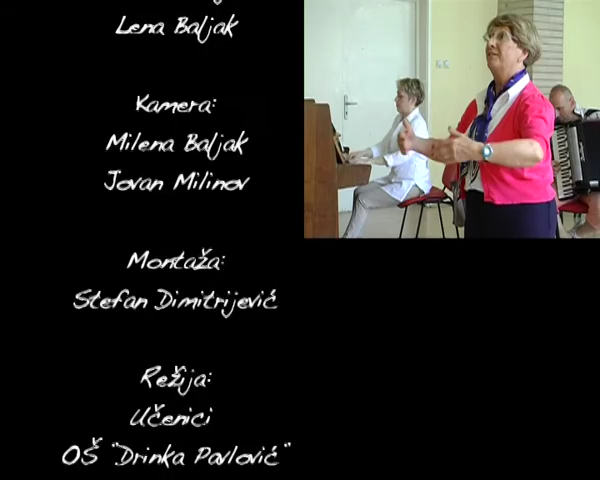 Lena Baljak
Kamera:
Milena Baljak
Jovan Milinov
Montaža:
Stefan Dimitrijević
Režija:
Učenici
OŠ "Drinka Pavlović"